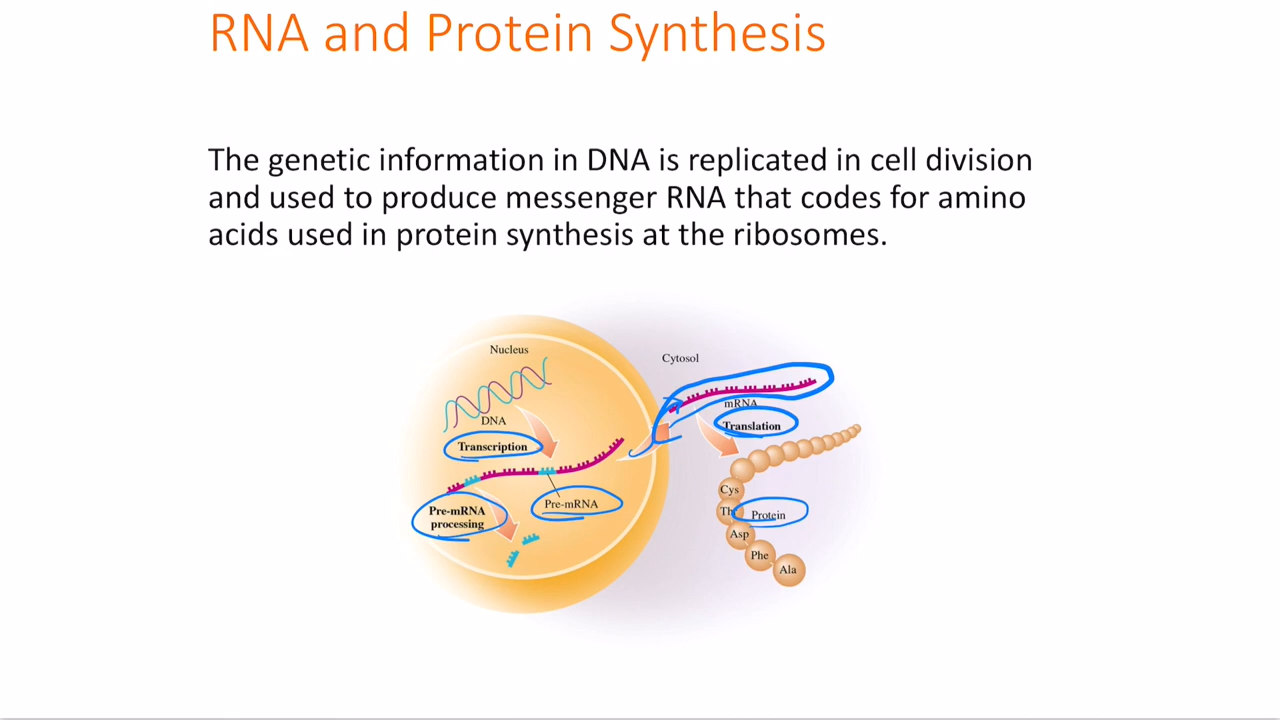 RNA and Protein Synthesis
The genetic information in DNA is replicated in cell division
and used to produce messenger RNA that codes for amino
acids used in protein synthesis at the ribosomes.
Nucleus
Cytosol
DNA
mRNA
Transcription
Translation
Pre-mRNA
Pre-mRNA
processing
Cys
Thr
Protein
Asp
Phe
Ala